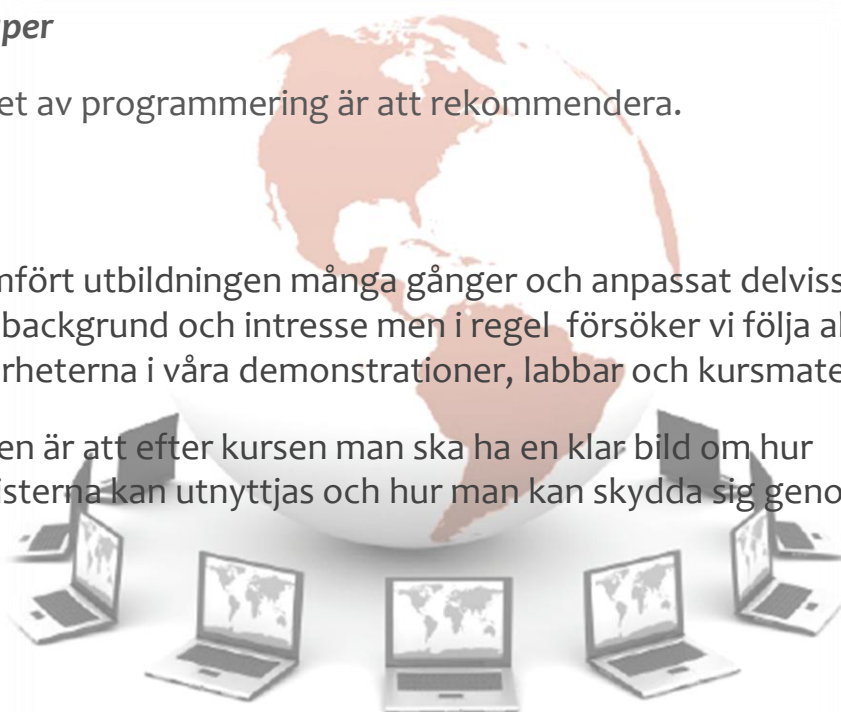 per
et av programmering är att rekommendera.
mfört utbildningen många gånger och anpassat delviss
backgrund och intresse men i regel försöker vi följa al
rheterna i våra demonstrationer, labbar och kursmate
en är att efter kursen man ska ha en klar bild om hur
isterna kan utnyttjas och hur man kan skydda sig geno